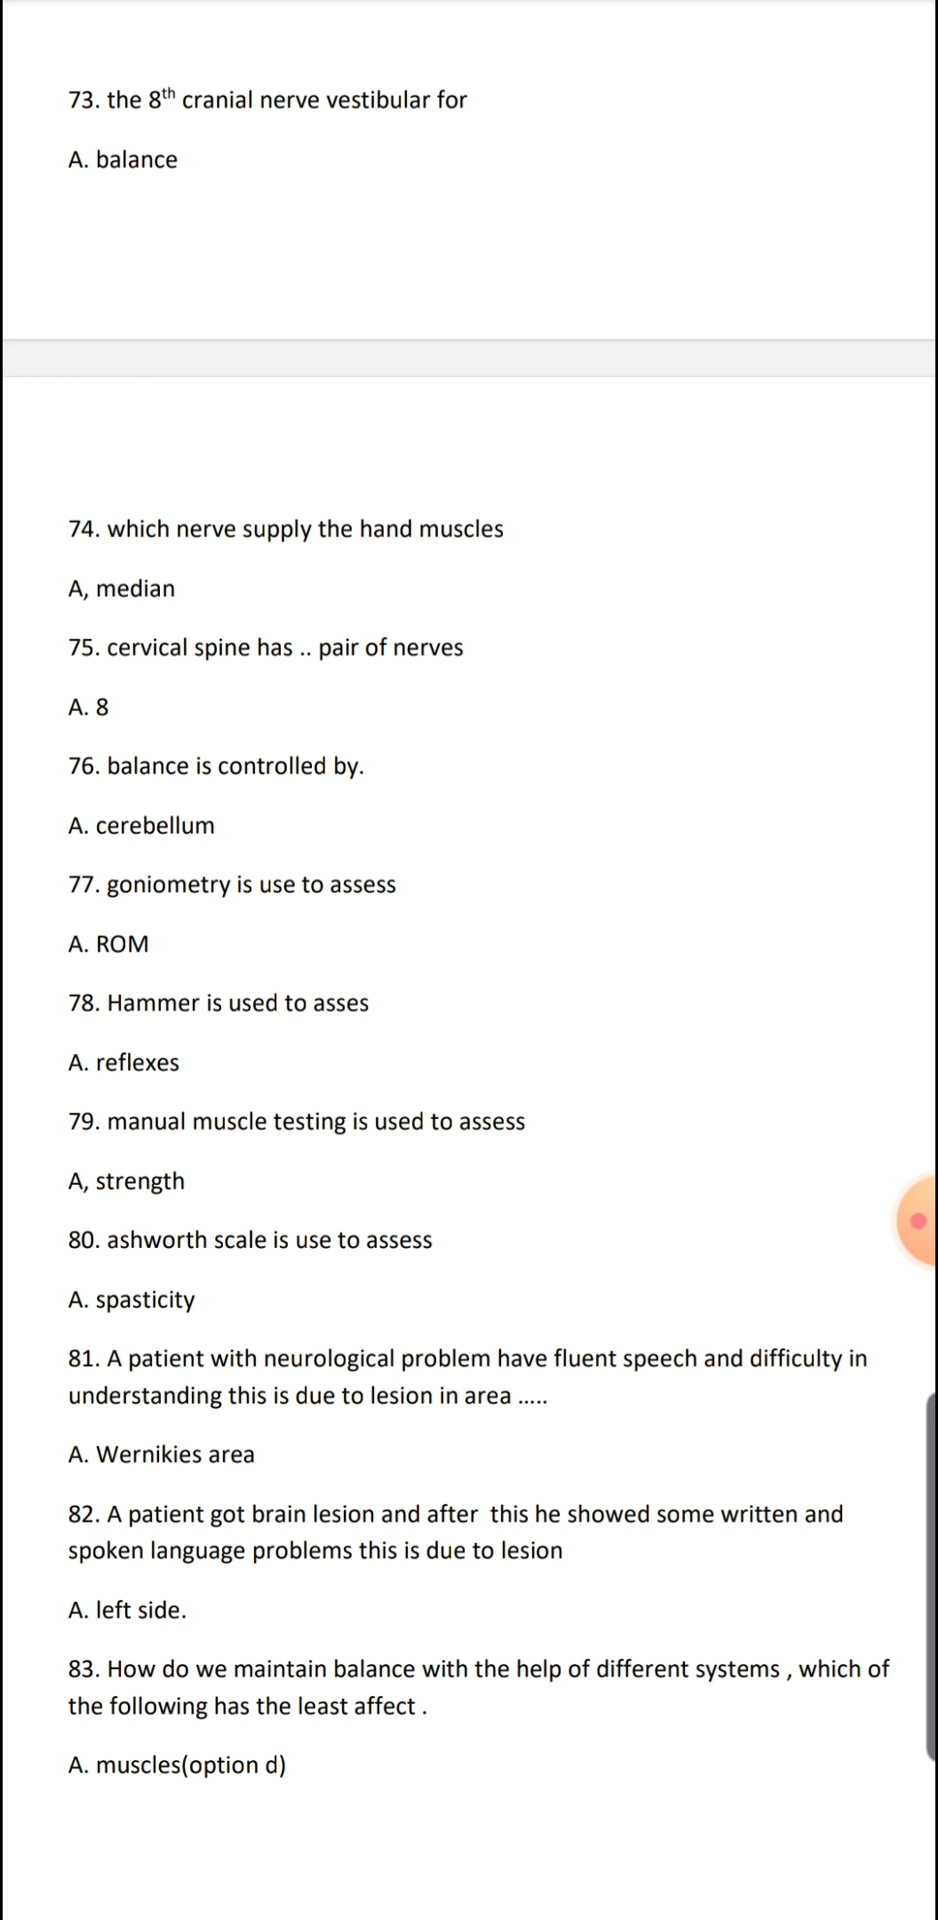 73. the 8th cranial nerve vestibular for
A. balance
74. which nerve supply the hand muscles
A, median
75. cervical spine has .. pair of nerves
A. 8
76. balance is controlled by.
A. cerebellum
77. goniometry is use to assess
A. ROM
78. Hammer is used to asses
A. reflexes
79. manual muscle testing is used to assess
A, strength
80. ashworth scale is use to assess
A. spasticity
81. A patient with neurological problem have fluent speech and difficulty in
understanding this is due to lesion in area .....
A. Wernikies area
82. A patient got brain lesion and after  this he showed some written and
spoken language problems this is due to lesion
A. left side.
83. How do we maintain balance with the help of different systems , which of
the following has the least affect .
A. muscles(option d)